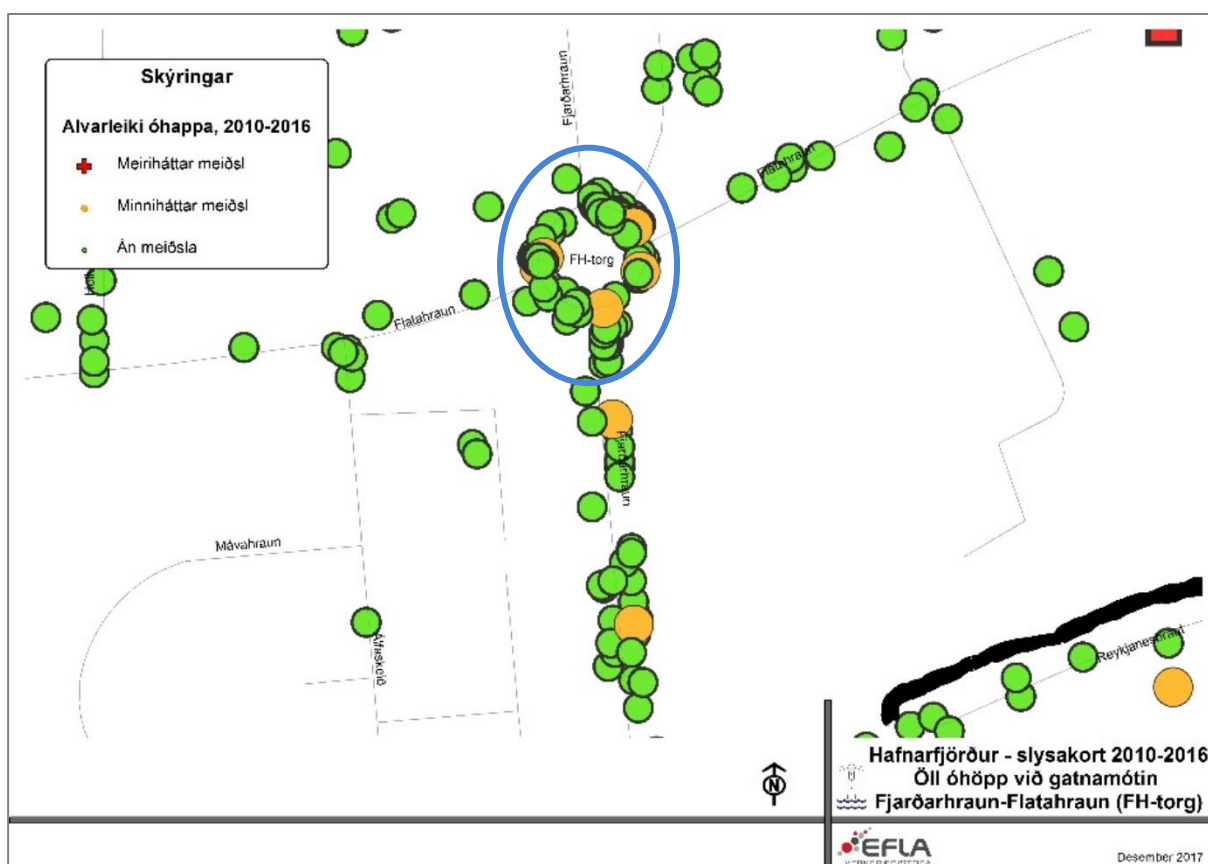 Skýringar
Alvarleiki óhappa, 2010-2016
Meiriháttar meiðsl
Minniháttar meiðsl
Án meiðsla
Fjarðarhraun
Flatahraun
FH-torg
Flatahraun
Fjarðarhraun
Mávahraun
Álfaskeið
Reykjanesbraut
Hafnarfjörður - slysakort 2010-2016
Öll óhöpp við gatnamótin
Fjarðarhraun-Flatahraun (FH-torg)
N
EFLA
Desember 2017